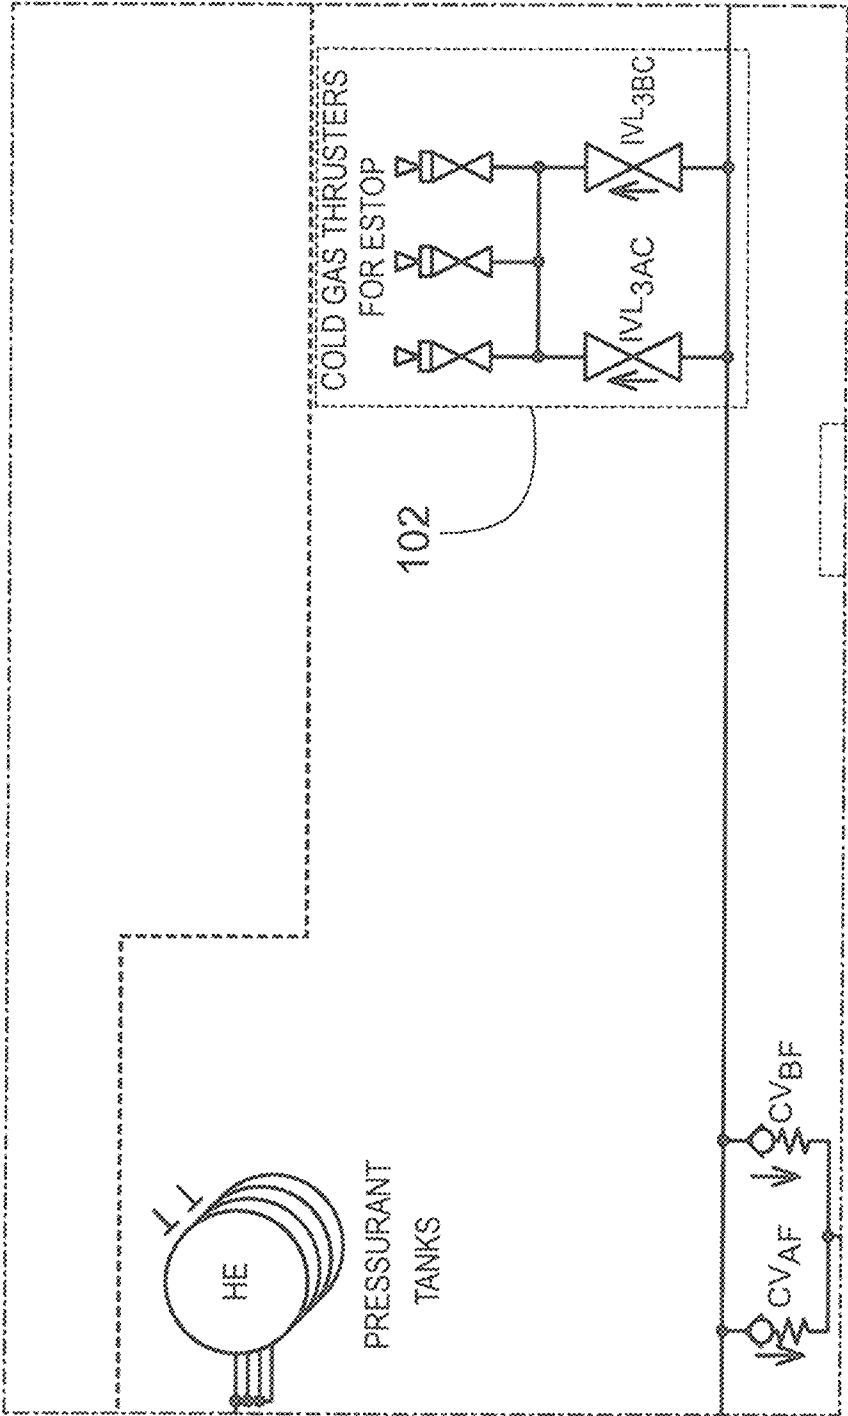 COLD GAS THRUSTERS
FOR ESTOP
IVL3AC
IVL3BC
102
HE
PRESSURANT
TANKS
CVAF
CVBF